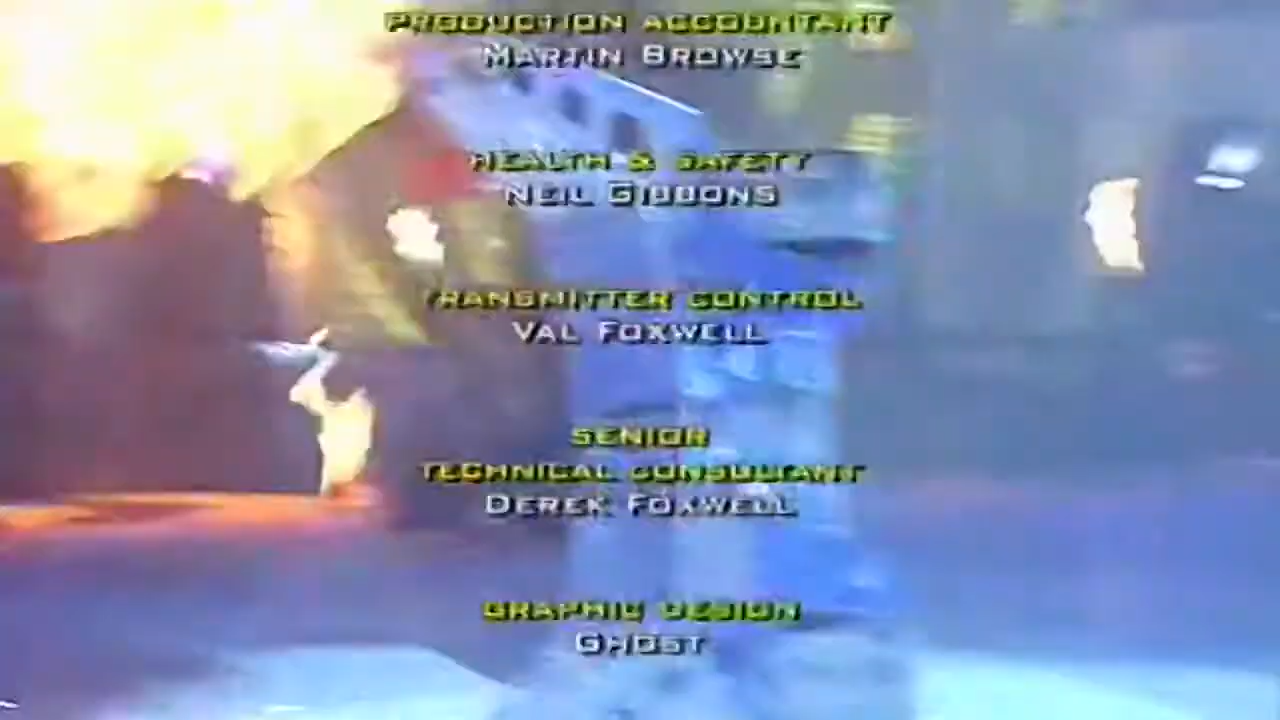 PRODUCTION ACCOUNTANT
MARTIN BROWSE
HEALTH & SAFETY
NEIL GIBBONS
TRANSMITTER CONTROL
VAL FOXWELL
SENIOR
TECHNICAL CONSULTANT
DEREK FOXWELL
GRAPHIC DESIGN
GHOST